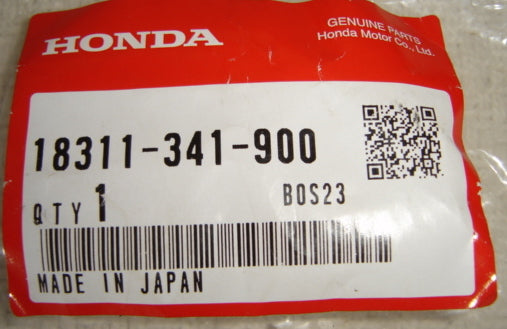 HONDA
GENUINE PARTS
Honda Motor Co., Ltd.
18311-341-900
QTY 1
BOS23
MADE IN JAPAN